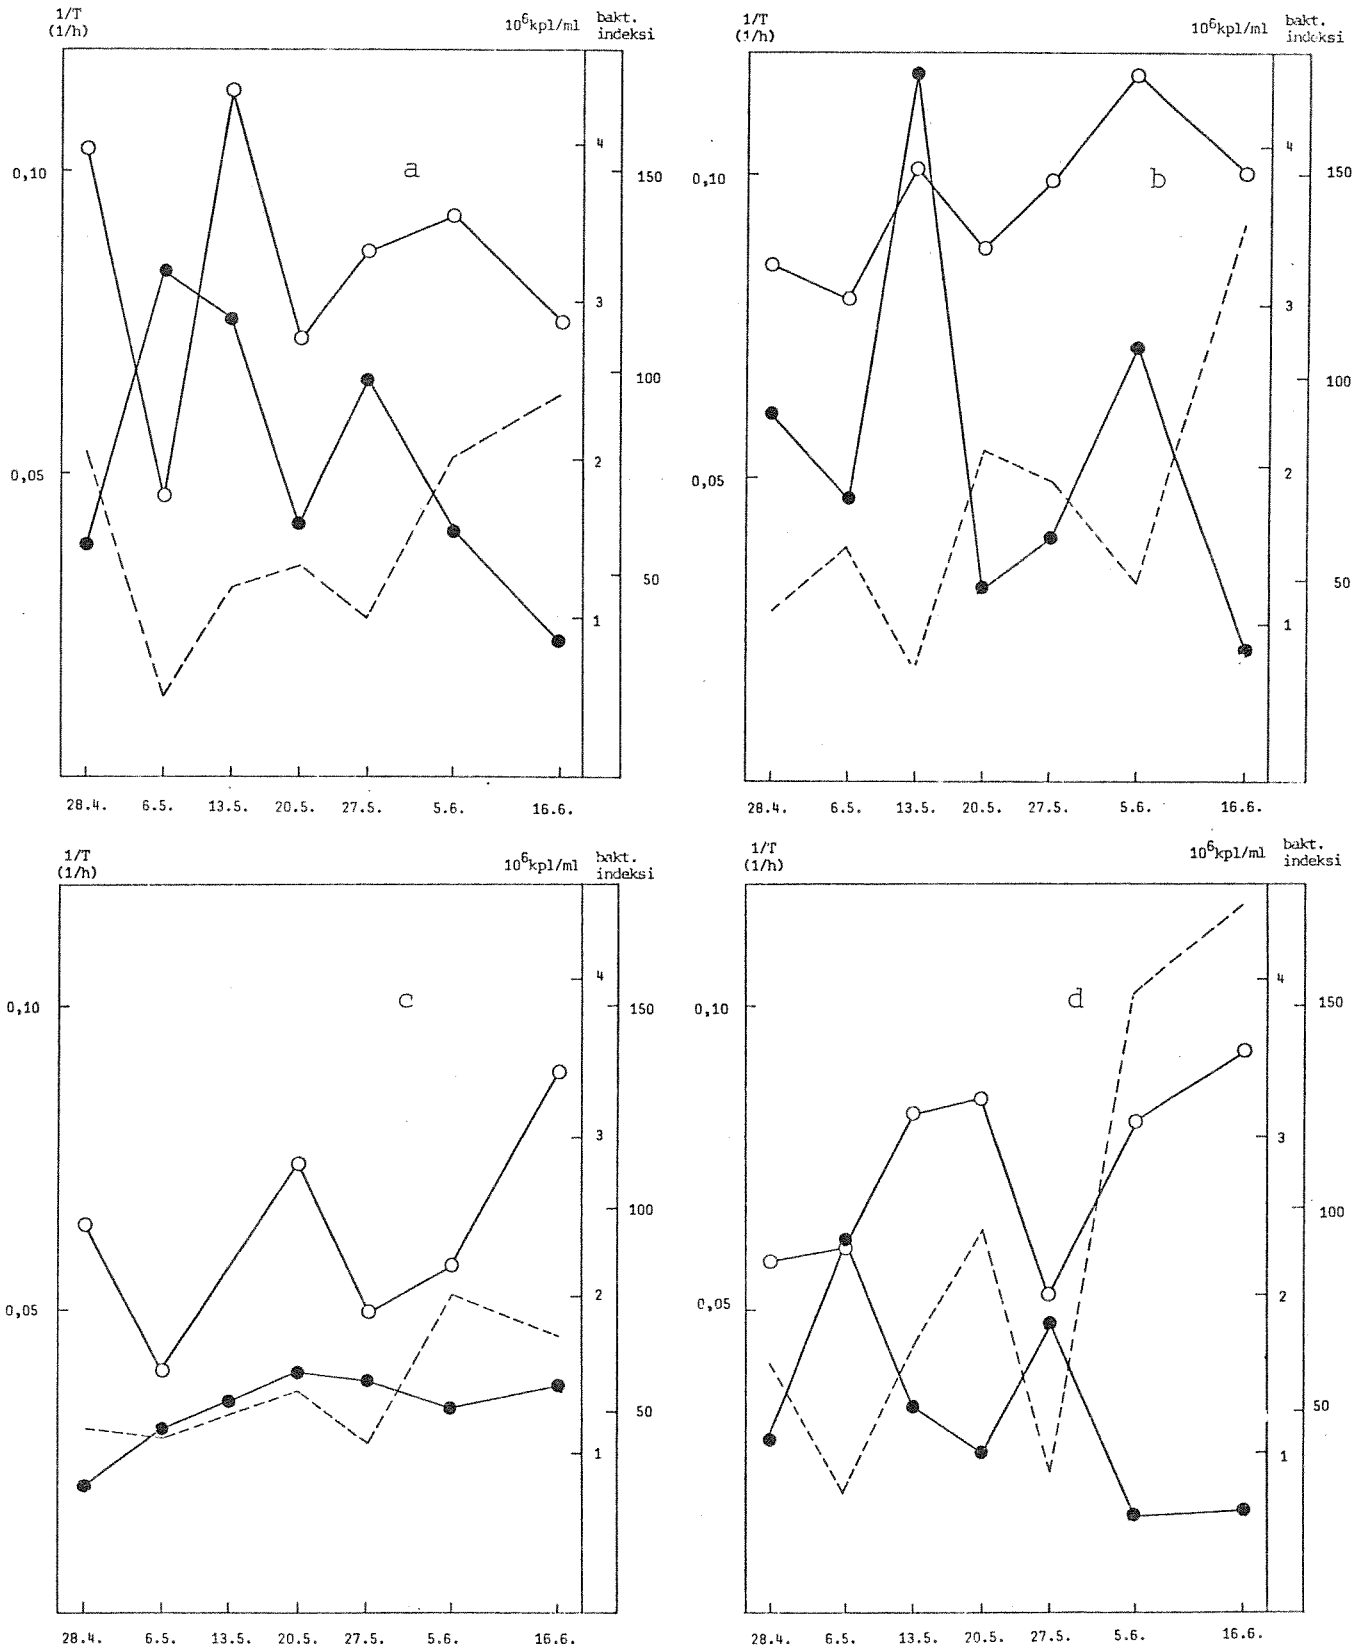 1/T
(1/h)
10⁶kpl/ml
bakt.
indeksi
a
0,10
0,05
4
3
2
1
150
100
50
28.4. 6.5. 13.5. 20.5. 27.5. 5.6. 16.6.
1/T
(1/h)
10⁶kpl/ml
bakt.
indeksi
b
0,10
0,05
4
3
2
1
150
100
50
28.4. 6.5. 13.5. 20.5. 27.5. 5.6. 16.6.
1/T
(1/h)
10⁶kpl/ml
bakt.
indeksi
c
0,10
0,05
4
3
2
1
150
100
50
28.4. 6.5. 13.5. 20.5. 27.5. 5.6. 16.6.
1/T
(1/h)
10⁶kpl/ml
bakt.
indeksi
d
0,10
0,05
4
3
2
1
150
100
50
28.4. 6.5. 13.5. 20.5. 27.5. 5.6. 16.6.